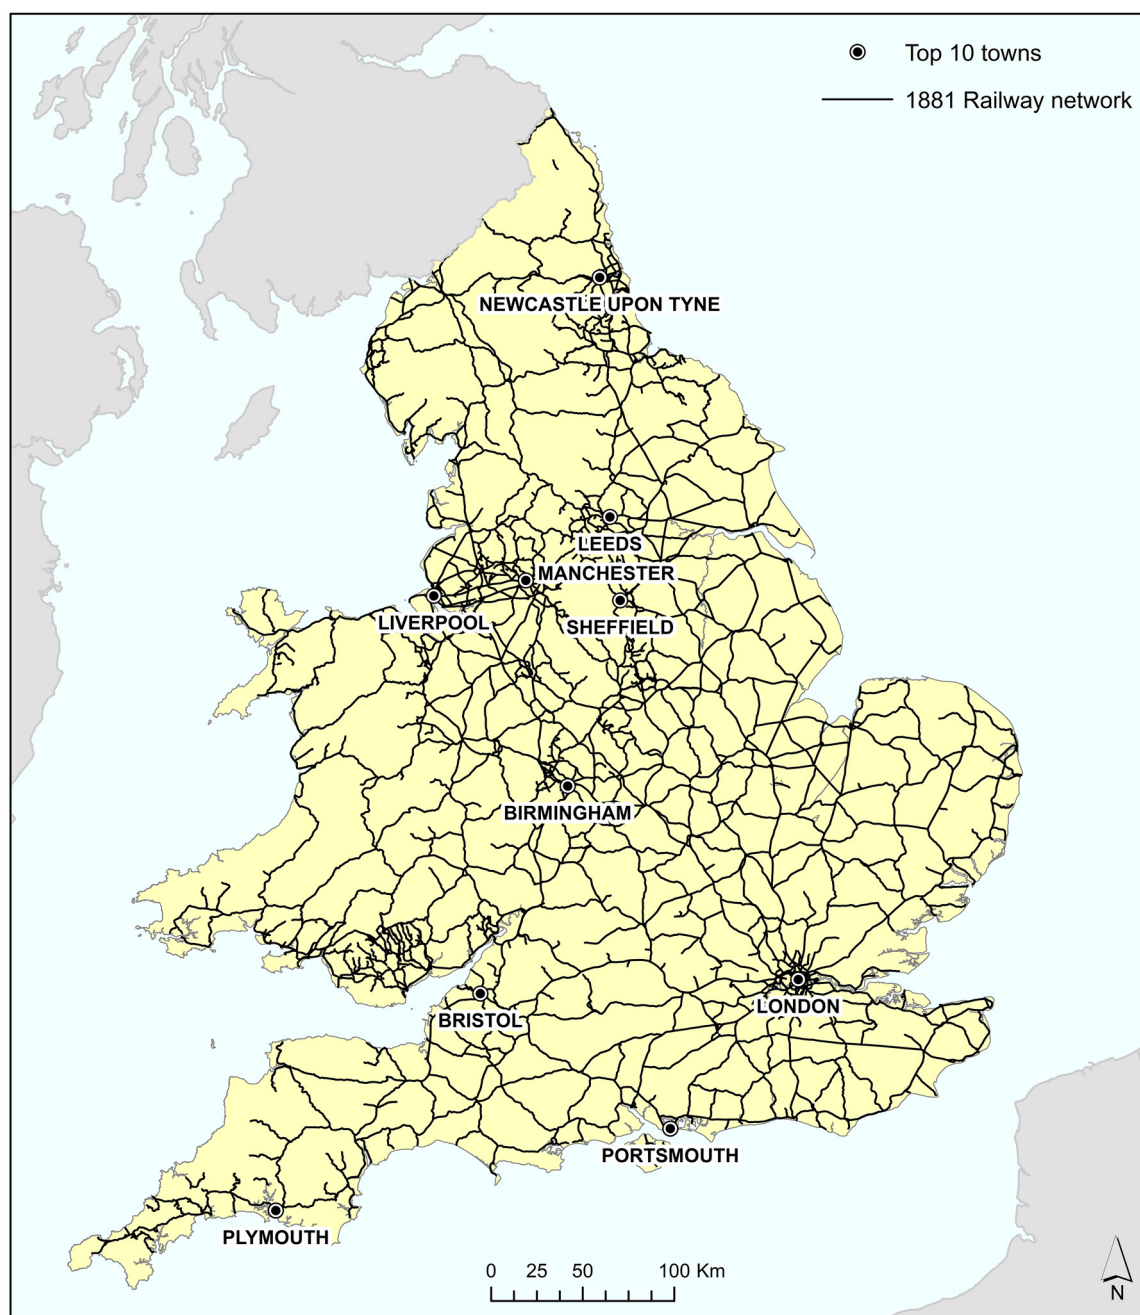 Top 10 towns
1881 Railway network
NEWCASTLE UPON TYNE
LEEDS
MANCHESTER
LIVERPOOL
SHEFFIELD
BIRMINGHAM
LONDON
BRISTOL
PORTSMOUTH
PLYMOUTH
0 25 50 100 Km
N